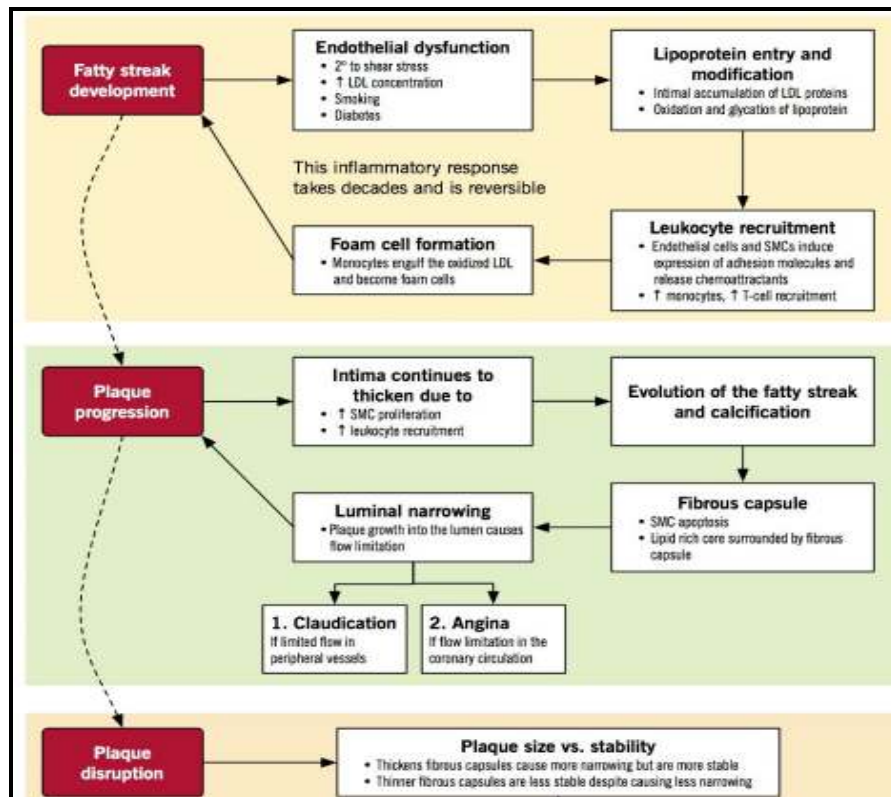 Fatty streak
development
Endothelial dysfunction
• 2º to shear stress
• ↑ LDL concentration
• Smoking
• Diabetes
Lipoprotein entry and
modification
• Intimal accumulation of LDL proteins
• Oxidation and glycation of lipoprotein
This inflammatory response
takes decades and is reversible
Foam cell formation
• Monocytes engulf the oxidized LDL
and become foam cells
Leukocyte recruitment
• Endothelial cells and SMCs induce
expression of adhesion molecules and
release chemoattractants
• ↑ monocytes, ↑ T-cell recruitment
Plaque
progression
Intima continues to
thicken due to
• ↑ SMC proliferation
• ↑ leukocyte recruitment
Evolution of the fatty streak
and calcification
Luminal narrowing
• Plaque growth into the lumen causes
flow limitation
Fibrous capsule
• SMC apoptosis
• Lipid rich core surrounded by fibrous
capsule
1. Claudication
If limited flow in
peripheral vessels
2. Angina
If flow limitation in the
coronary circulation
Plaque
disruption
Plaque size vs. stability
• Thickens fibrous capsules cause more narrowing but are more stable
• Thinner fibrous capsules are less stable despite causing less narrowing